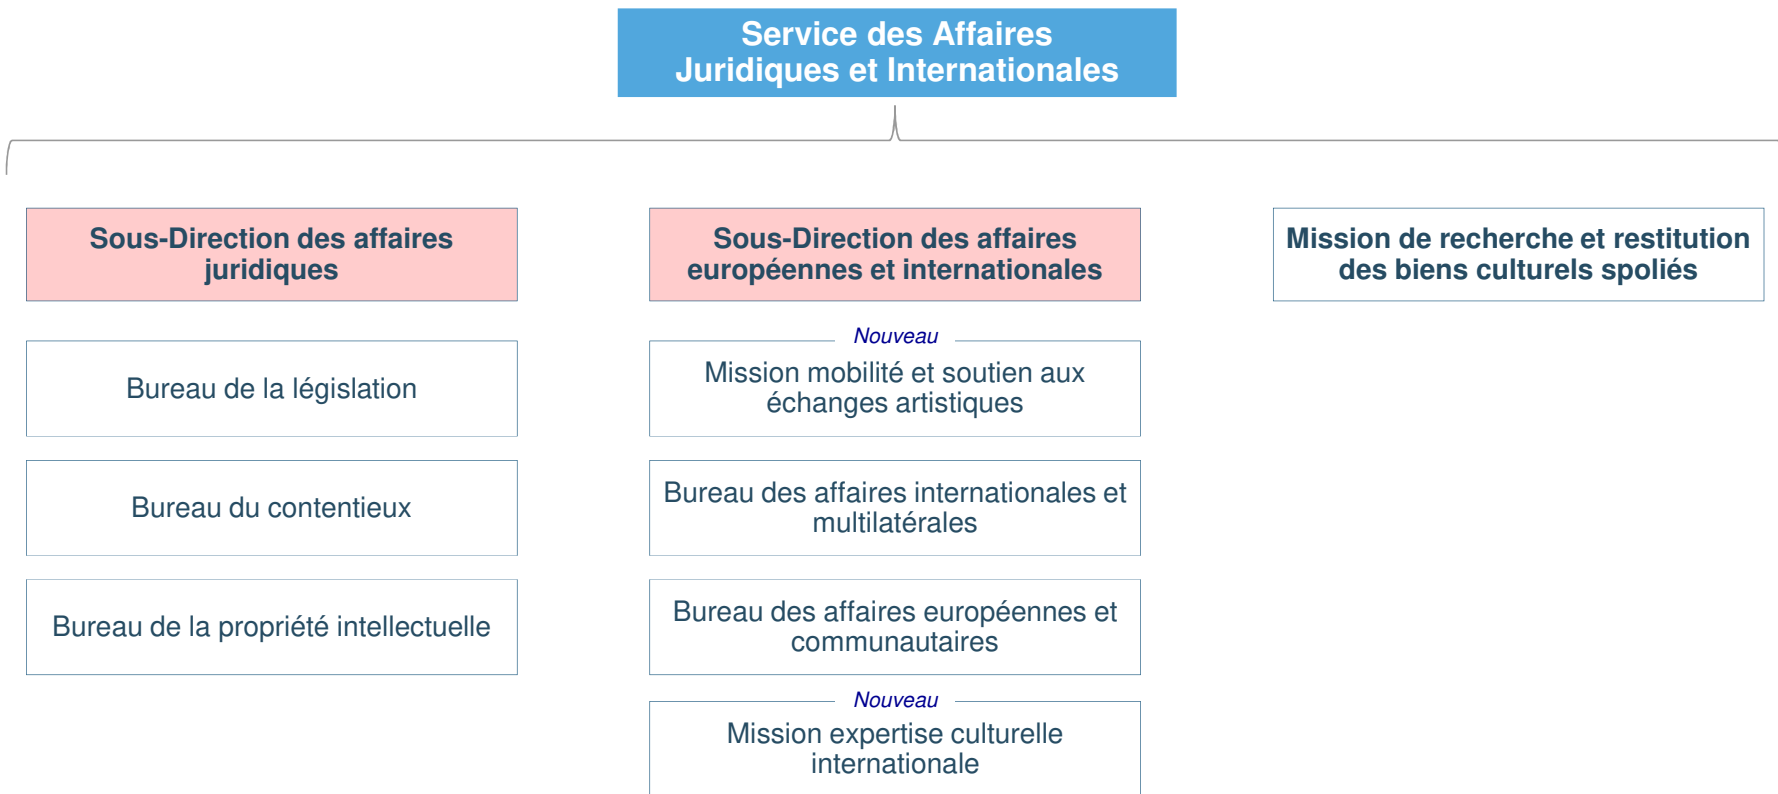 Service des Affaires
Juridiques et Internationales
Sous-Direction des affaires
juridiques
Bureau de la législation
Bureau du contentieux
Bureau de la propriété intellectuelle
Sous-Direction des affaires
européennes et internationales
Nouveau
Mission mobilité et soutien aux
échanges artistiques
Bureau des affaires internationales et
multilatérales
Bureau des affaires européennes et
communautaires
Nouveau
Mission expertise culturelle
internationale
Mission de recherche et restitution
des biens culturels spoliés